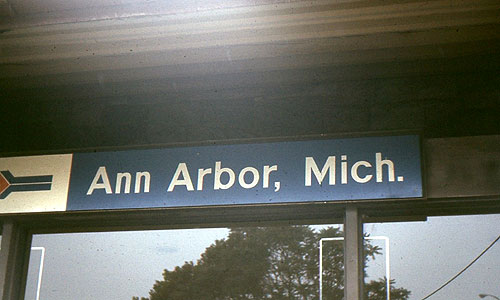 Ann Arbor, Mich.